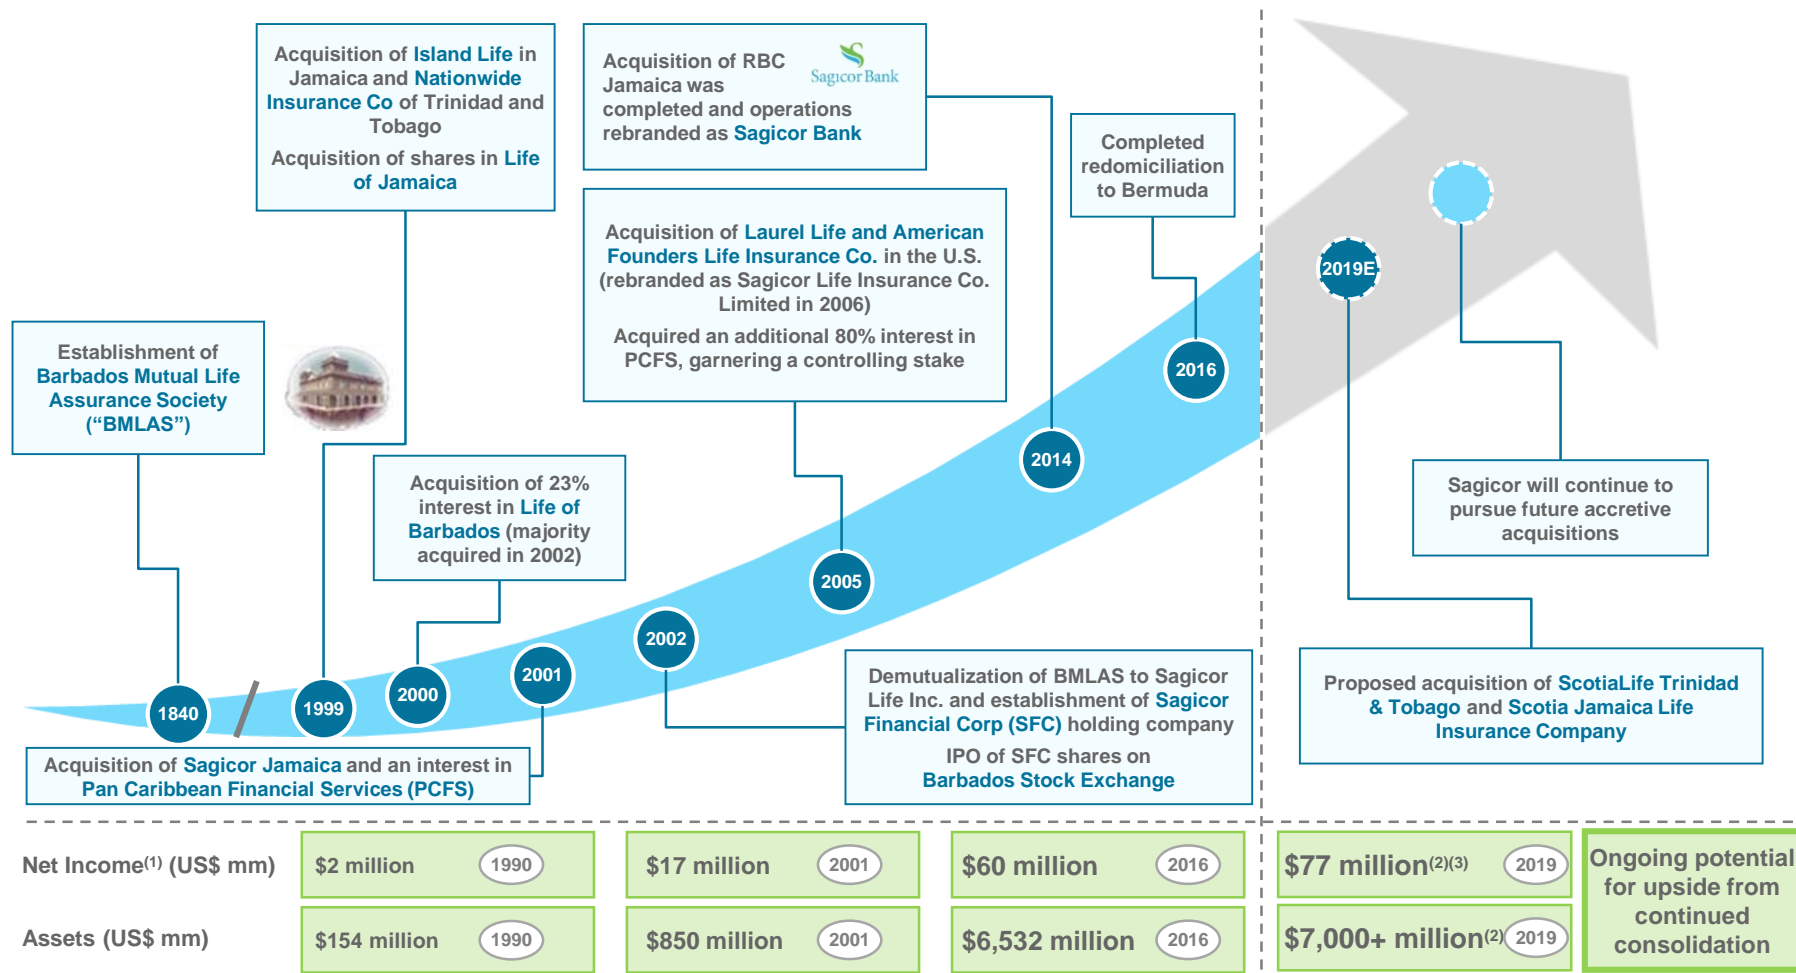 Acquisition of Island Life in
Jamaica and Nationwide
Insurance Co of Trinidad and
Tobago
Acquisition of shares in Life
of Jamaica
Acquisition of RBC
Jamaica was
completed and operations
rebranded as Sagicor Bank
Sagicor Bank
Completed
redomiciliation
to Bermuda
Acquisition of Laurel Life and American
Founders Life Insurance Co. in the U.S.
(rebranded as Sagicor Life Insurance Co.
Limited in 2006)
Acquired an additional 80% interest in
PCFS, garnering a controlling stake
Establishment of
Barbados Mutual Life
Assurance Society
(“BMLAS”)
Acquisition of 23%
interest in Life of
Barbados (majority
acquired in 2002)
2019E
2016
2014
2005
2002
2001
2000
1999
1840
Sagicor will continue to
pursue future accretive
acquisitions
Demutualization of BMLAS to Sagicor
Life Inc. and establishment of Sagicor
Financial Corp (SFC) holding company
IPO of SFC shares on
Barbados Stock Exchange
Proposed acquisition of ScotiaLife Trinidad
& Tobago and Scotia Jamaica Life
Insurance Company
Acquisition of Sagicor Jamaica and an interest in
Pan Caribbean Financial Services (PCFS)
Net Income(1) (US$ mm)
$2 million 1990
$17 million 2001
$60 million 2016
$77 million(2)(3) 2019
Assets (US$ mm)
$154 million 1990
$850 million 2001
$6,532 million 2016
$7,000+ million(2) 2019
Ongoing potential
for upside from
continued
consolidation